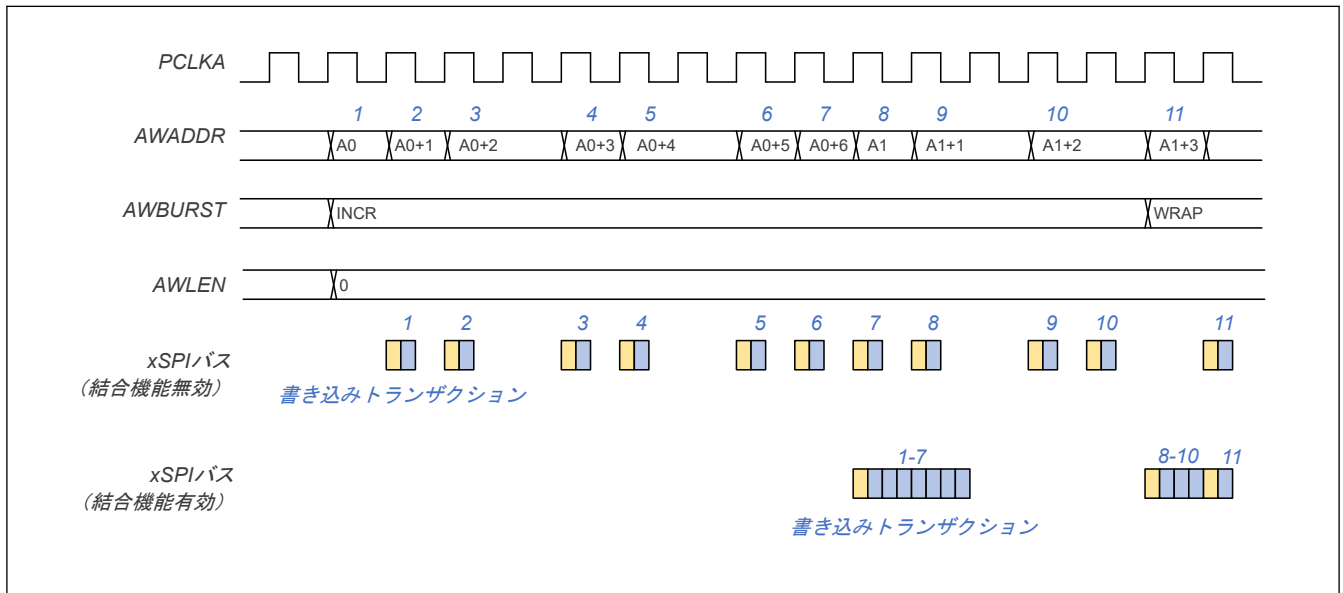 PCLKA
1 2 3 4 5 6 7 8 9 10 11
AWADDR A0 A0+1 A0+2 A0+3 A0+4 A0+5 A0+6 A1 A1+1 A1+2 A1+3
AWBURST INCR WRAP
AWLEN 0
1 2 3 4 5 6 7 8 9 10 11
xSPIバス
（結合機能無効） 書き込みトランザクション
1-7 8-10 11
xSPIバス
（結合機能有効）
書き込みトランザクション